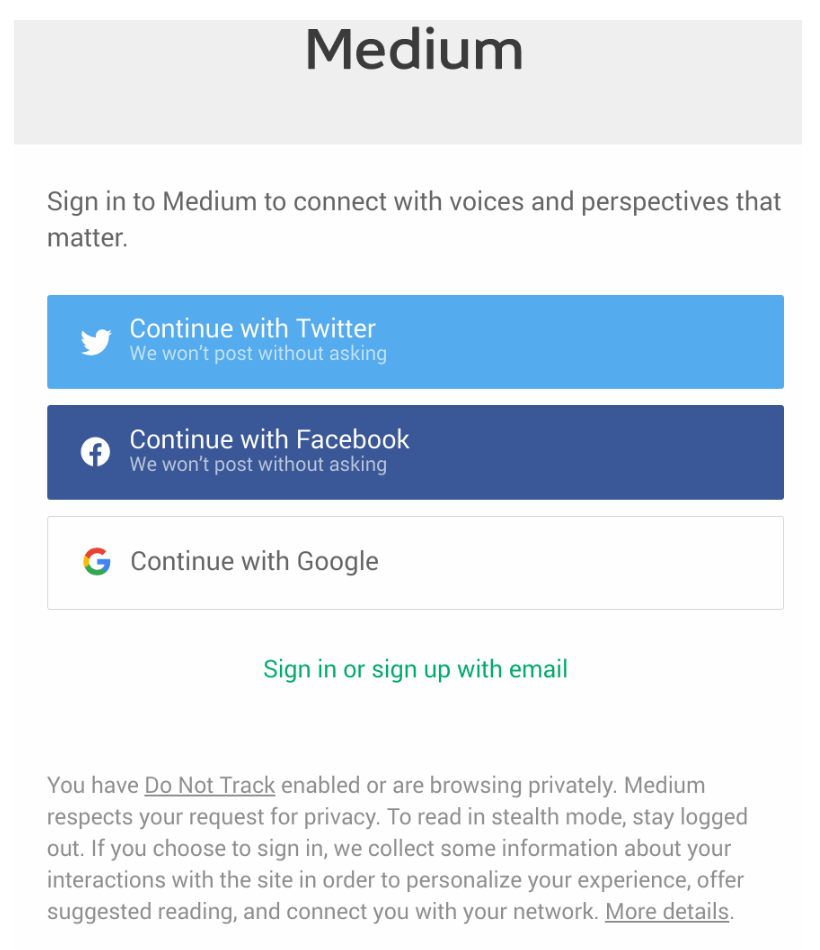 Medium
Sign in to Medium to connect with voices and perspectives that
matter.
Continue with Twitter
We won’t post without asking
Continue with Facebook
We won’t post without asking
Continue with Google
Sign in or sign up with email
You have Do Not Track enabled or are browsing privately. Medium
respects your request for privacy. To read in stealth mode, stay logged
out. If you choose to sign in, we collect some information about your
interactions with the site in order to personalize your experience, offer
suggested reading, and connect you with your network. More details.